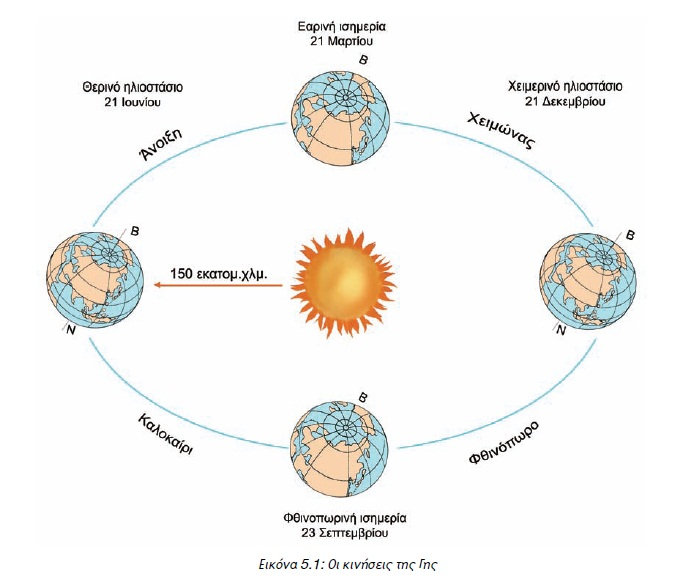 Εαρινή ισημερία
21 Μαρτίου
Β
Θερινό ηλιοστάσιο
21 Ιουνίου
Χειμερινό ηλιοστάσιο
21 Δεκεμβρίου
Άνοιξη
Χειμώνας
Β
Β
150 εκατομ.χλμ.
Ν
Ν
Καλοκαίρι
Φθινόπωρο
Β
Φθινοπωρινή ισημερία
23 Σεπτεμβρίου
Εικόνα 5.1: Οι κινήσεις της Γης